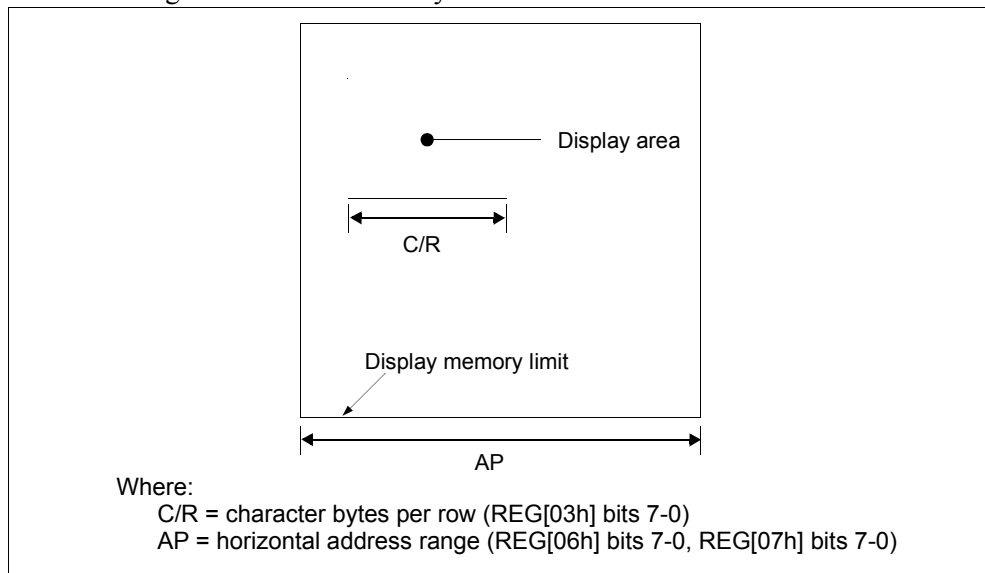 Display area
C/R
Display memory limit
AP
Where:
C/R = character bytes per row (REG[03h] bits 7-0)
AP = horizontal address range (REG[06h] bits 7-0, REG[07h] bits 7-0)